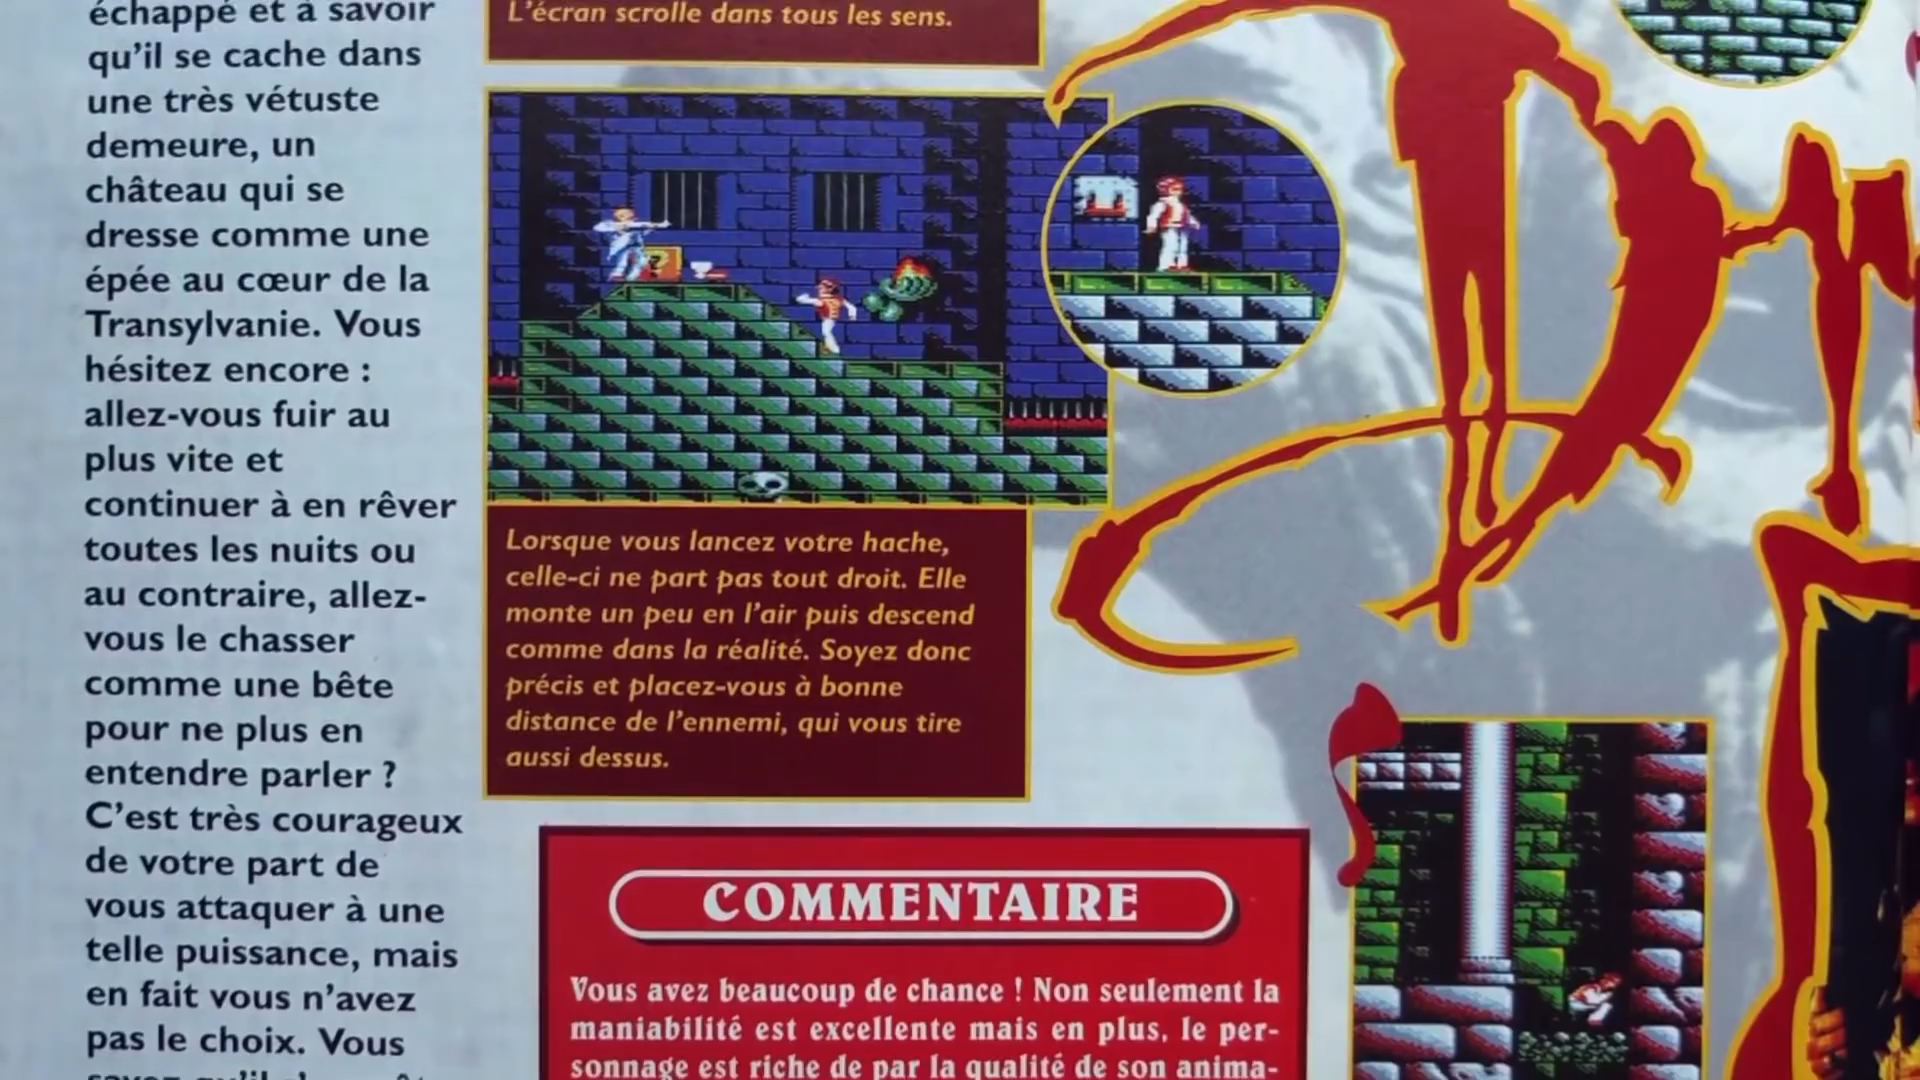 échappé et à savoir
qu'il se cache dans
une très vétuste
demeure, un
château qui se
dresse comme une
épée au cœur de la
Transylvanie. Vous
hésitez encore :
allez-vous fuir au
plus vite et
continuer à en rêver
toutes les nuits ou
au contraire, allez-
vous le chasser
comme une bête
pour ne plus en
entendre parler ?
C'est très courageux
de votre part de
vous attaquer à une
telle puissance, mais
en fait vous n'avez
pas le choix. Vous
L'écran scrolle dans tous les sens.
?
Lorsque vous lancez votre hache,
celle-ci ne part pas tout droit. Elle
monte un peu en l'air puis descend
comme dans la réalité. Soyez donc
précis et placez-vous à bonne
distance de l'ennemi, qui vous tire
aussi dessus.
COMMENTAIRE
Vous avez beaucoup de chance ! Non seulement la
maniabilité est excellente mais en plus, le per-
sonnage est riche de par la qualité de son anima-